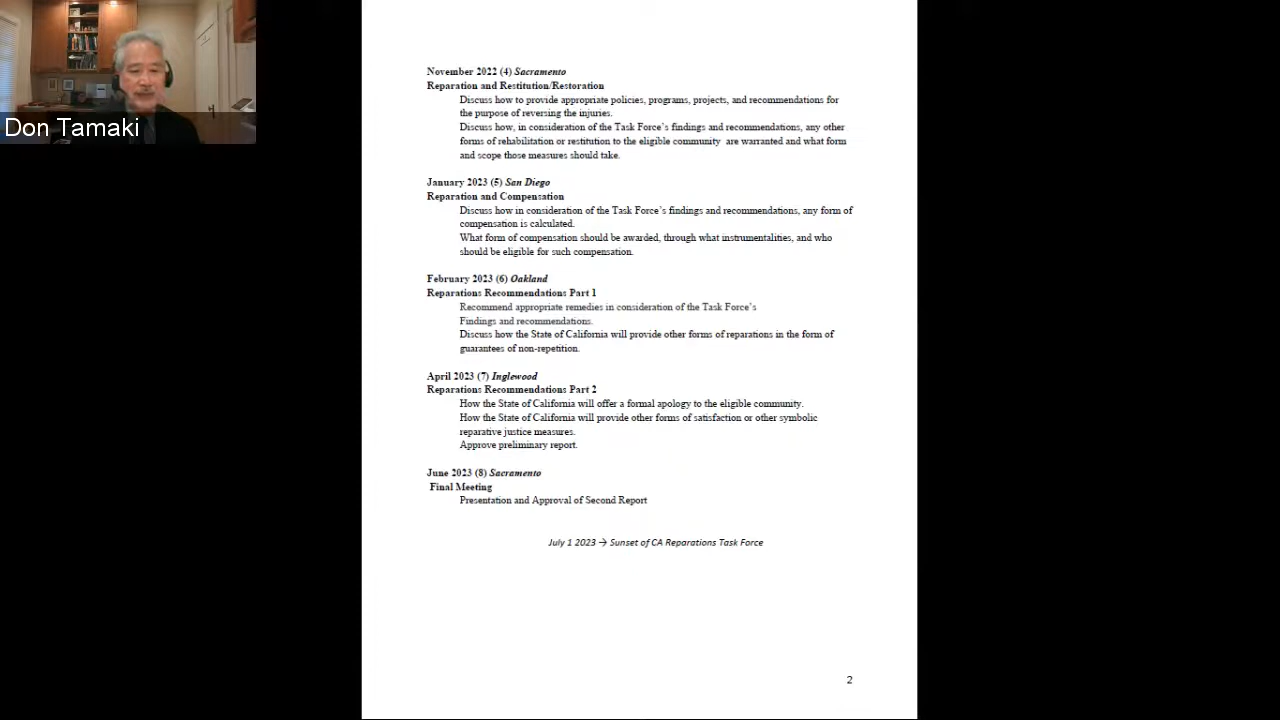 Don Tamaki
November 2022 (4) Sacramento
Reparation and Restitution/Restoration
Discuss how to provide appropriate policies, programs, projects, and recommendations for
the purpose of reversing the injuries.
Discuss how, in consideration of the Task Force's findings and recommendations, any other
forms of rehabilitation or restitution to the eligible community are warranted and what form
and scope those measures should take.
January 2023 (5) San Diego
Reparation and Compensation
Discuss how in consideration of the Task Force's findings and recommendations, any form of
compensation is calculated.
What form of compensation should be awarded, through what instrumentalities, and who
should be eligible for such compensation.
February 2023 (6) Oakland
Reparations Recommendations Part 1
Recommend appropriate remedies in consideration of the Task Force's
Findings and recommendations.
Discuss how the State of California will provide other forms of reparations in the form of
guarantees of non-repetition.
April 2023 (7) Inglewood
Reparations Recommendations Part 2
How the State of California will offer a formal apology to the eligible community.
How the State of California will provide other forms of satisfaction or other symbolic
reparative justice measures.
Approve preliminary report.
June 2023 (8) Sacramento
Final Meeting
Presentation and Approval of Second Report
July 1 2023 → Sunset of CA Reparations Task Force
2